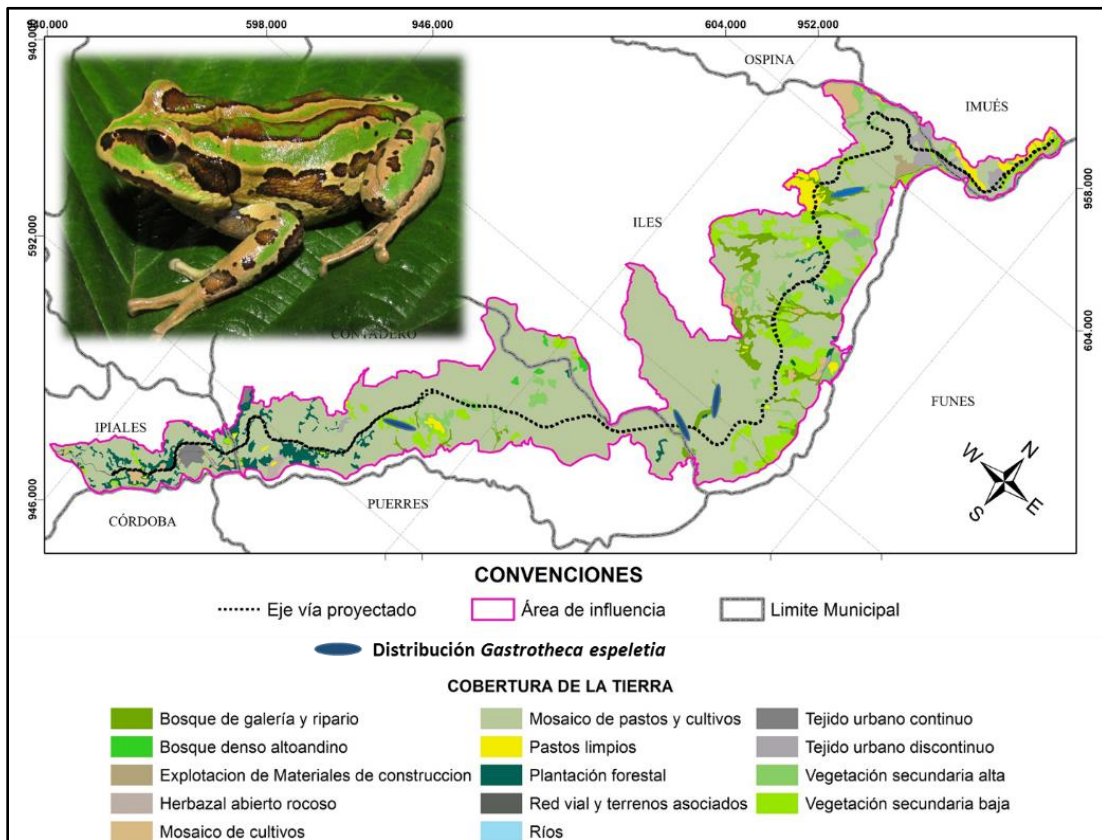 598.000
946.000
604.000
952.000
940.000
OSPINA
IMUÉS
958.000
592.000
ILES
604.000
FUNES
IPIALES
PUERRES
946.000
CÓRDOBA
N
W
E
S
CONVENCIONES
Eje vía proyectado
Área de influencia
Limite Municipal
Distribución Gastrotheca espeletia
COBERTURA DE LA TIERRA
Bosque de galería y ripario
Mosaico de pastos y cultivos
Tejido urbano continuo
Bosque denso altoandino
Pastos limpios
Tejido urbano discontinuo
Explotacion de Materiales de construccion
Plantación forestal
Vegetación secundaria alta
Herbazal abierto rocoso
Red vial y terrenos asociados
Vegetación secundaria baja
Mosaico de cultivos
Ríos